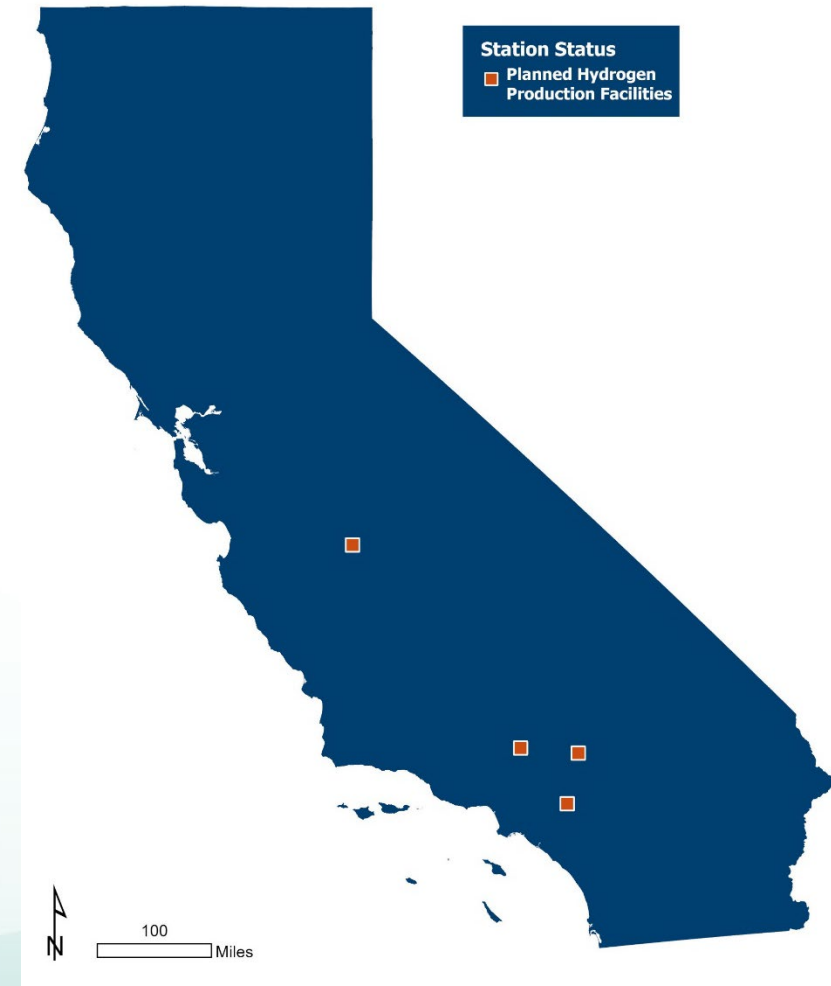 Station Status
Planned Hydrogen
Production Facilities
N
100
Miles